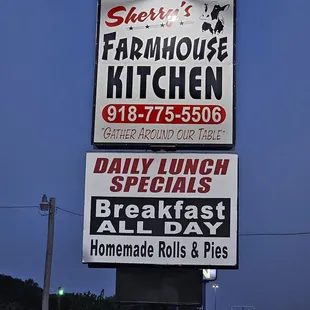 Sherry's
FARMHOUSE
KITCHEN
918-775-5506
"GATHER AROUND OUR TABLE"
DAILY LUNCH
SPECIALS
Breakfast
ALL DAY
Homemade Rolls & Pies